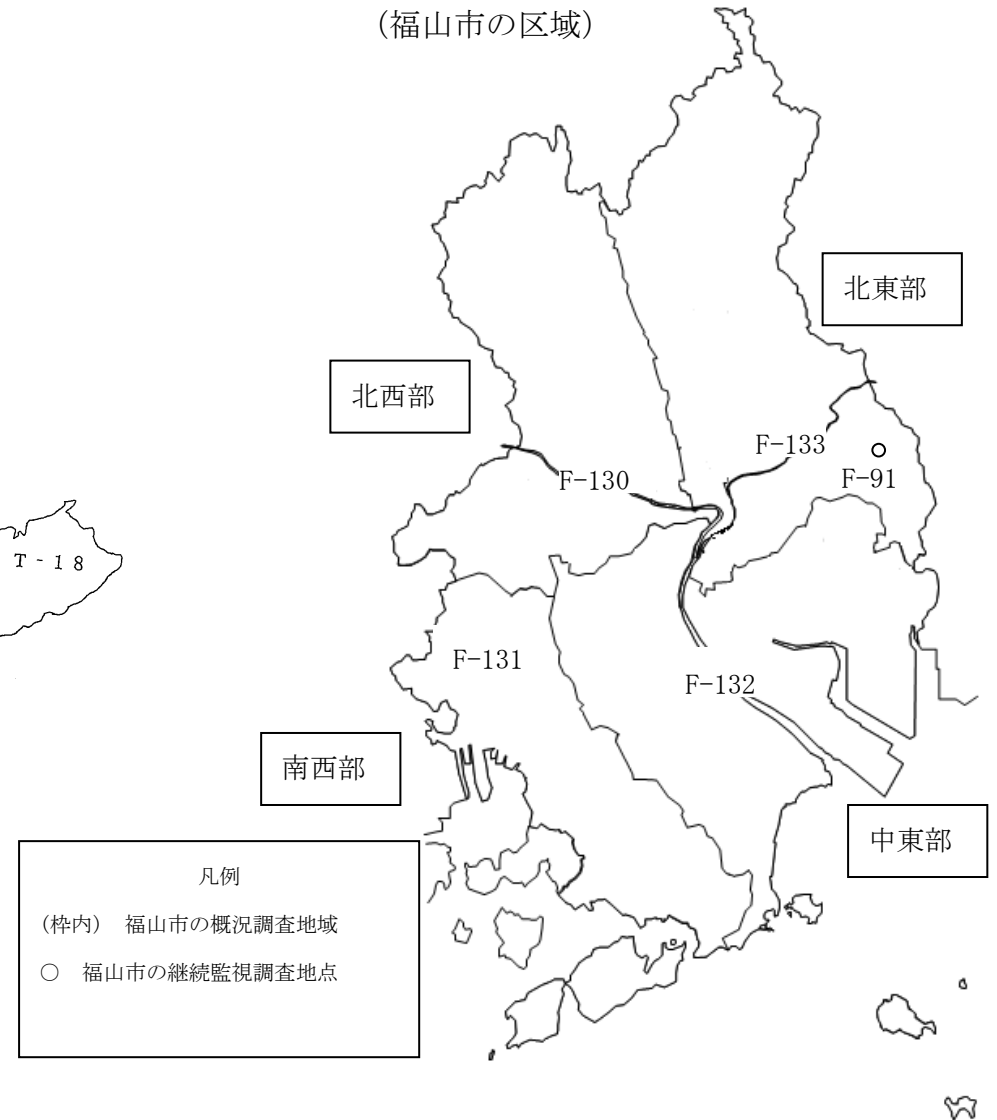 (福山市の区域)
北東部
北西部
F-133
F-91
F-130
T-18
F-131
F-132
南西部
中東部
凡例
(枠内) 福山市の概況調査地域
○ 福山市の継続監視調査地点